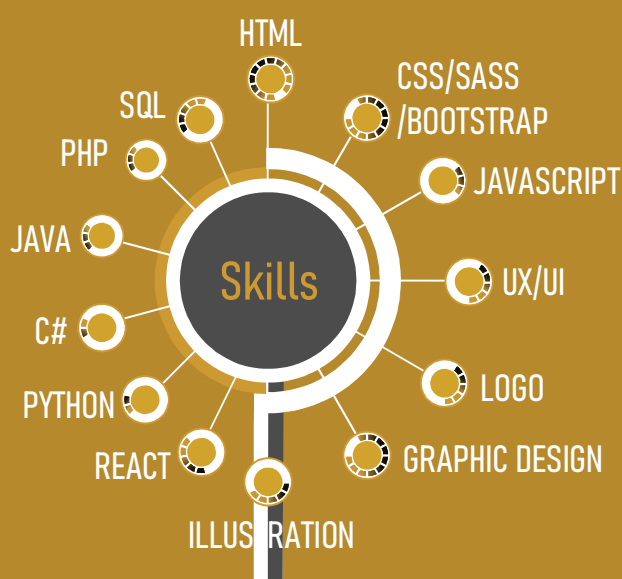 HTML
CSS/SASS
/BOOTSTRAP
JAVASCRIPT
UX/UI
LOGO
GRAPHIC DESIGN
ILLUSTRATION
REACT
PYTHON
C#
JAVA
PHP
SQL
Skills